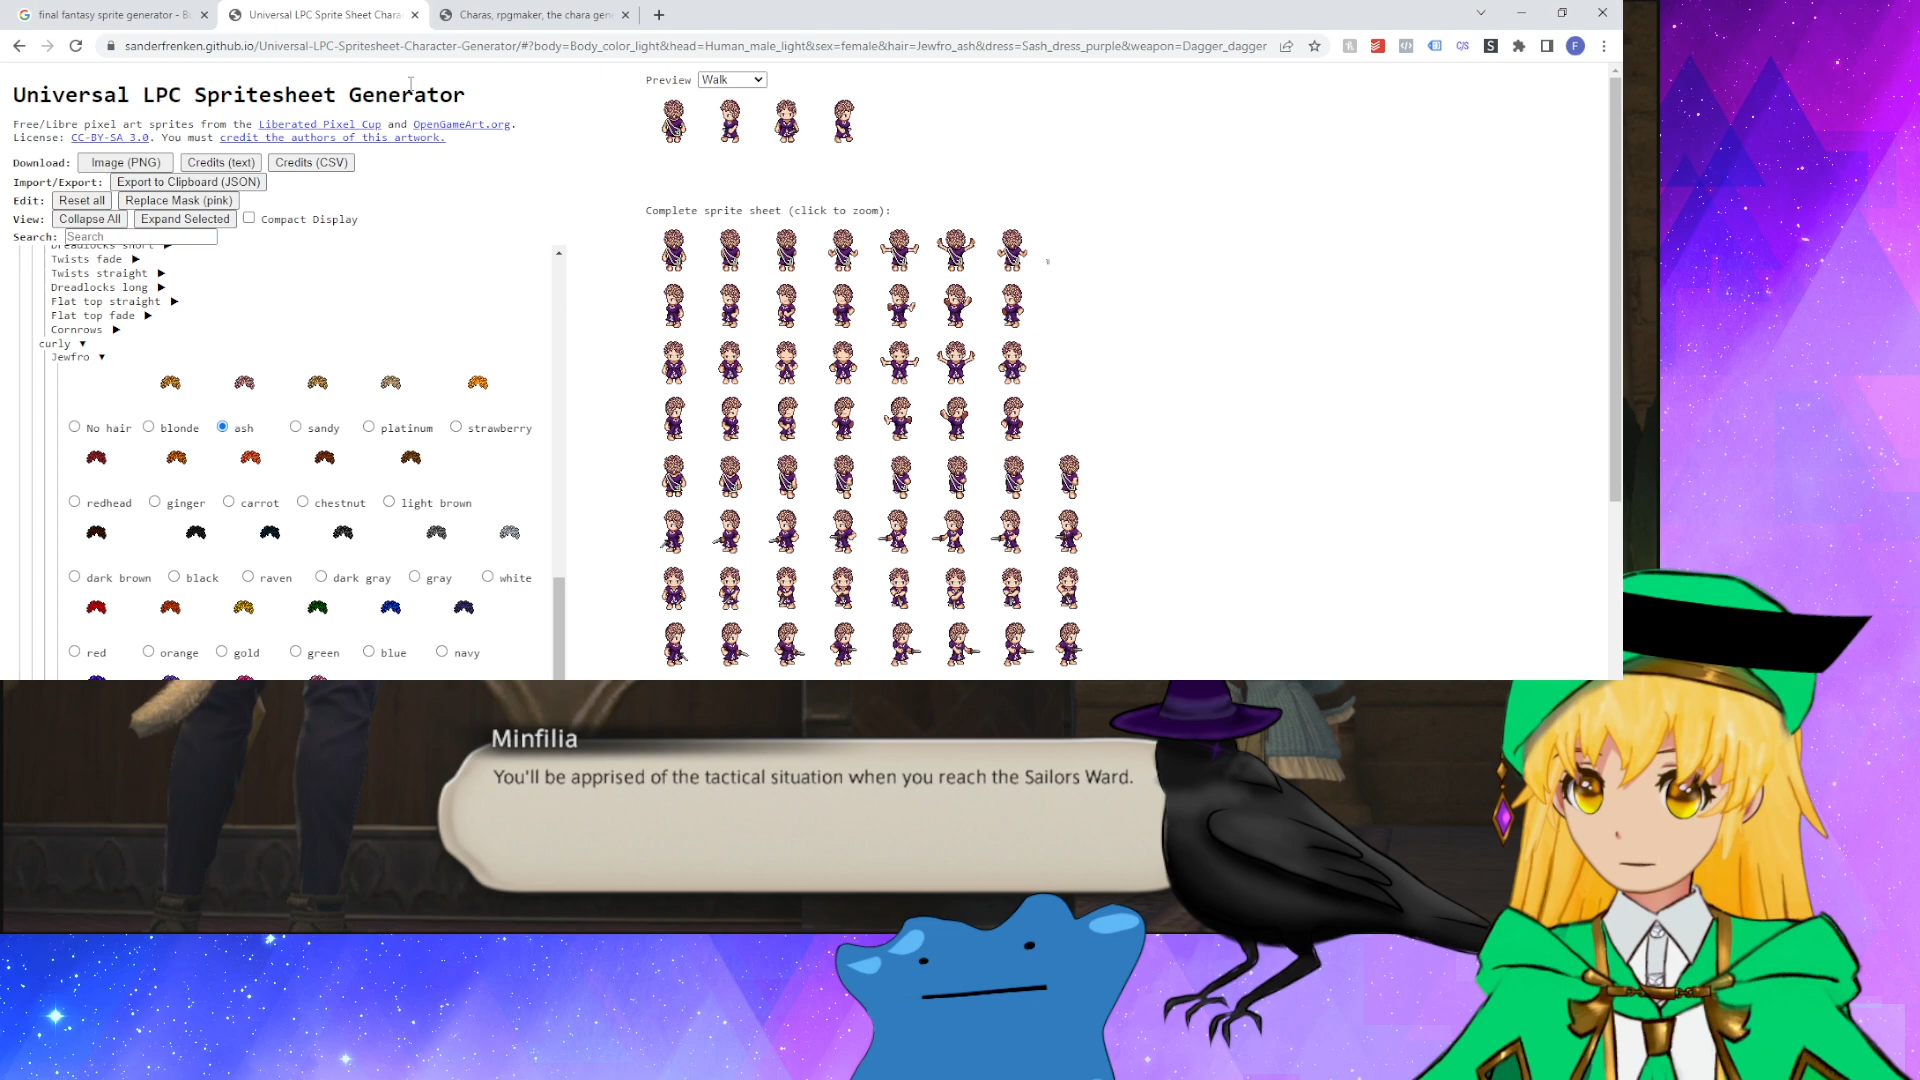 final fantasy sprite generator - B
Universal LPC Sprite Sheet Chara
Charas, rpgmaker, the chara gen
sanderfrenken.github.io/Universal-LPC-Spritesheet-Character-Generator/#?body=Body_color_light&head=Human_male_light&sex=female&hair=Jewfro_ash&dress=Sash_dress_purple&weapon=Dagger_dagger
Universal LPC Spritesheet Generator
Free/Libre pixel art sprites from the Liberated Pixel Cup and OpenGameArt.org.
License: CC-BY-SA 3.0. You must credit the authors of this artwork.
Download: Image (PNG) Credits (text) Credits (CSV)
Import/Export: Export to Clipboard (JSON)
Edit: Reset all Replace Mask (pink)
View: Collapse All Expand Selected Compact Display
Search: Search
Dreadlocks short
Twists fade
Twists straight
Dreadlocks long
Flat top straight
Flat top fade
Cornrows
curly
Jewfro
No hair blonde ash sandy platinum strawberry
redhead ginger carrot chestnut light brown
dark brown black raven dark gray gray white
red orange gold green blue navy
Preview Walk
Complete sprite sheet (click to zoom):
Minfilia
You'll be apprised of the tactical situation when you reach the Sailors Ward.